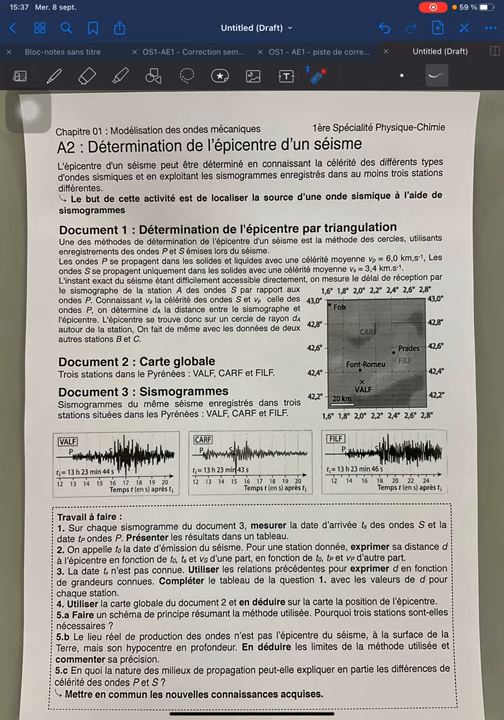 15:37 Mer. 8 sept.
59 %
Untitled (Draft)
Bloc-notes sans titre
OS1-AE1 - Correction sem...
OS1 - AE1 - piste de corre...
Untitled (Draft)
Chapitre 01 : Modélisation des ondes mécaniques
1ère Spécialité Physique-Chimie
A2 : Détermination de l'épicentre d'un séisme
L'épicentre d'un séisme peut être déterminé en connaissant la célérité des différents types
d'ondes sismiques et en exploitant les sismogrammes enregistrés dans au moins trois stations
différentes.
Le but de cette activité est de localiser la source d'une onde sismique à l'aide de
sismogrammes
Document 1 : Détermination de l'épicentre par triangulation
Une des méthodes de détermination de l'épicentre d'un séisme est la méthode des cercles, utilisants
enregistrements des ondes P et S émises lors du séisme.
Les ondes P se propagent dans les solides et liquides avec une célérité moyenne vP = 6,0 km.s-1. Les
ondes S se propagent uniquement dans les solides avec une célérité moyenne vs = 3,4 km.s-1.
L'instant exact du séisme étant difficilement accessible directement, on mesure le délai de réception par
le sismographe de la station A des ondes S par rapport aux
ondes P. Connaissant vs la célérité des ondes S et vp celle des
ondes P, on détermine dA la distance entre le sismographe et
l'épicentre. L'épicentre se trouve donc sur un cercle de rayon dA
autour de la station, On fait de même avec les données de deux
autres stations B et C.
1,6° 1,8° 2,0° 2,2° 2,4° 2,6° 2,8°
43,0°
43,0°
Foix
42,8°
42,8°
CARF
42,6°
Prades
42,6°
FILF
Font-Romeu
42,4°
42,4°
VALF
42,2°
20 km
42,2°
1,6° 1,8° 2,0° 2,2° 2,4° 2,6° 2,8°
Document 2 : Carte globale
Trois stations dans le Pyrénées : VALF, CARF et FILF.
Document 3 : Sismogrammes
Sismogrammes du même séisme enregistrés dans trois
stations situées dans les Pyrénées : VALF, CARF et FILF.
VALF
P
t1 = 13 h 23 min 44 s
12 13 14 15 16 17 18 19 20
Temps t (en s) après t1
CARF
P
S
t1 = 13 h 23 min 43 s
12 13 14 15 16 17 18 19 20
Temps t (en s) après t1
FILF
P
t1 = 13 h 23 min 46 s
12 14 16 18 20 22 24
Temps t (en s) après t1
Travail à faire :
1. Sur chaque sismogramme du document 3, mesurer la date d'arrivée ts des ondes S et la
date tP ondes P. Présenter les résultats dans un tableau.
2. On appelle t0 la date d'émission du séisme. Pour une station donnée, exprimer sa distance d
à l'épicentre en fonction de t0, ts et vS d'une part, en fonction de t0, tP et vP d'autre part.
3. La date t0 n'est pas connue. Utiliser les relations précédentes pour exprimer d en fonction
de grandeurs connues. Compléter le tableau de la question 1. avec les valeurs de d pour
chaque station.
4. Utiliser la carte globale du document 2 et en déduire sur la carte la position de l'épicentre.
5.a Faire un schéma de principe résumant la méthode utilisée. Pourquoi trois stations sont-elles
nécessaires ?
5.b Le lieu réel de production des ondes n'est pas l'épicentre du séisme, à la surface de la
Terre, mais son hypocentre en profondeur. En déduire les limites de la méthode utilisée et
commenter sa précision.
5.c En quoi la nature des milieux de propagation peut-elle expliquer en partie les différences de
célérité des ondes P et S ?
Mettre en commun les nouvelles connaissances acquises.